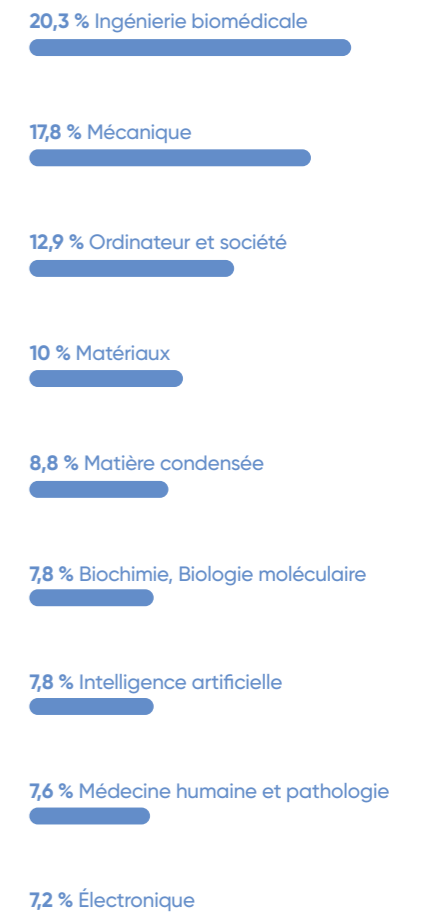 20,3 % Ingénierie biomédicale
17,8 % Mécanique
12,9 % Ordinateur et société
10 % Matériaux
8,8 % Matière condensée
7,8 % Biochimie, Biologie moléculaire
7,8 % Intelligence artificielle
7,6 % Médecine humaine et pathologie
7,2 % Électronique